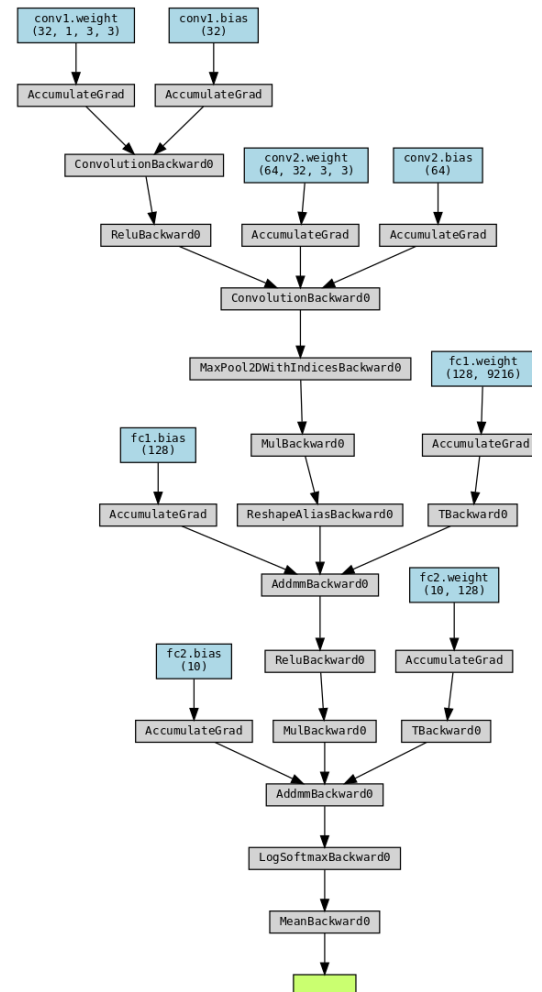 conv1.weight
(32, 1, 3, 3)
conv1.bias
(32)
AccumulateGrad
AccumulateGrad
ConvolutionBackward0
conv2.weight
(64, 32, 3, 3)
conv2.bias
(64)
ReluBackward0
AccumulateGrad
AccumulateGrad
ConvolutionBackward0
MaxPool2DWithIndicesBackward0
fc1.weight
(128, 9216)
fc1.bias
(128)
MulBackward0
AccumulateGrad
AccumulateGrad
ReshapeAliasBackward0
TBackward0
AddmmBackward0
fc2.weight
(10, 128)
fc2.bias
(10)
ReluBackward0
AccumulateGrad
AccumulateGrad
MulBackward0
TBackward0
AddmmBackward0
LogSoftmaxBackward0
MeanBackward0